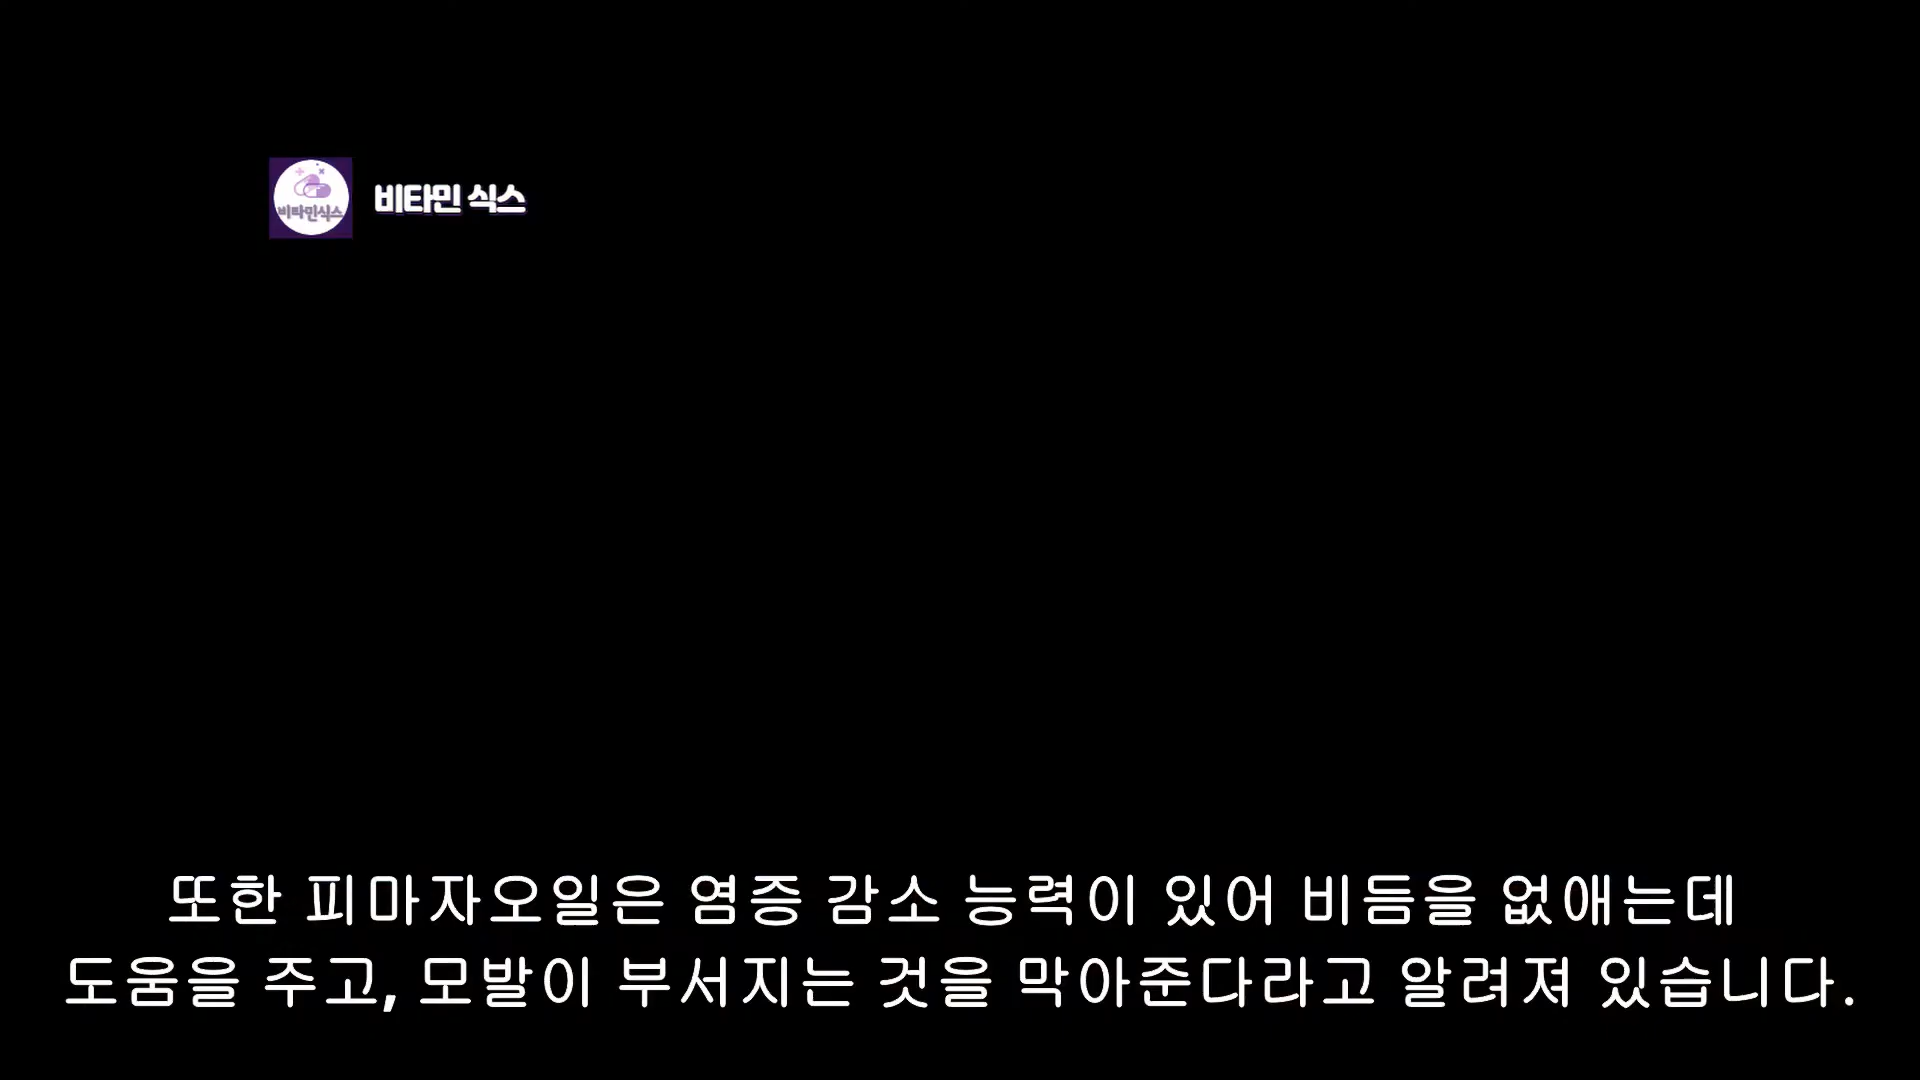 비타민식스
비타민 식스
또한 피마자오일은 염증 감소 능력이 있어 비듬을 없애는데
도움을 주고, 모발이 부서지는 것을 막아준다라고 알려져 있습니다.